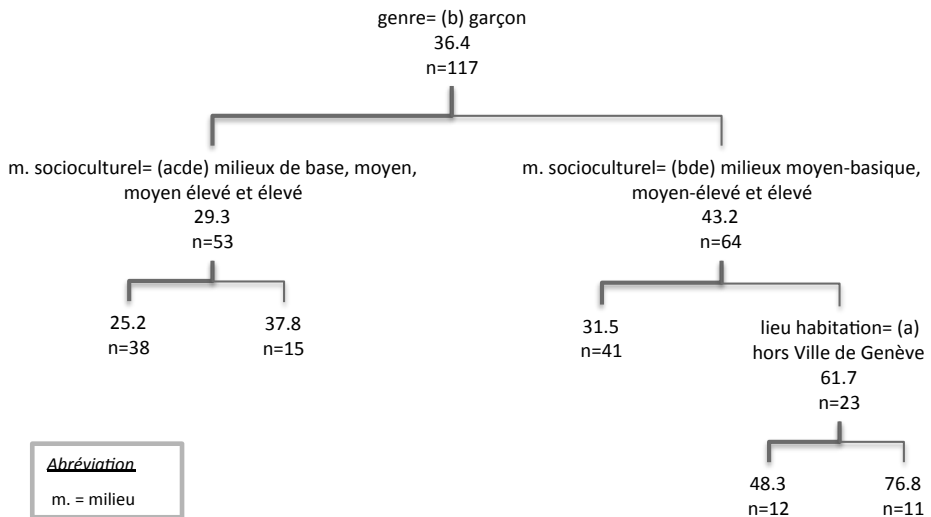 genre= (b) garçon
36.4
n=117
m. socioculturel= (acde) milieux de base, moyen,
moyen élevé et élevé
29.3
n=53
m. socioculturel= (bde) milieux moyen-basique,
moyen-élevé et élevé
43.2
n=64
25.2
n=38
37.8
n=15
31.5
n=41
lieu habitation= (a)
hors Ville de Genève
61.7
n=23
48.3
n=12
76.8
n=11
Abréviation
m. = milieu